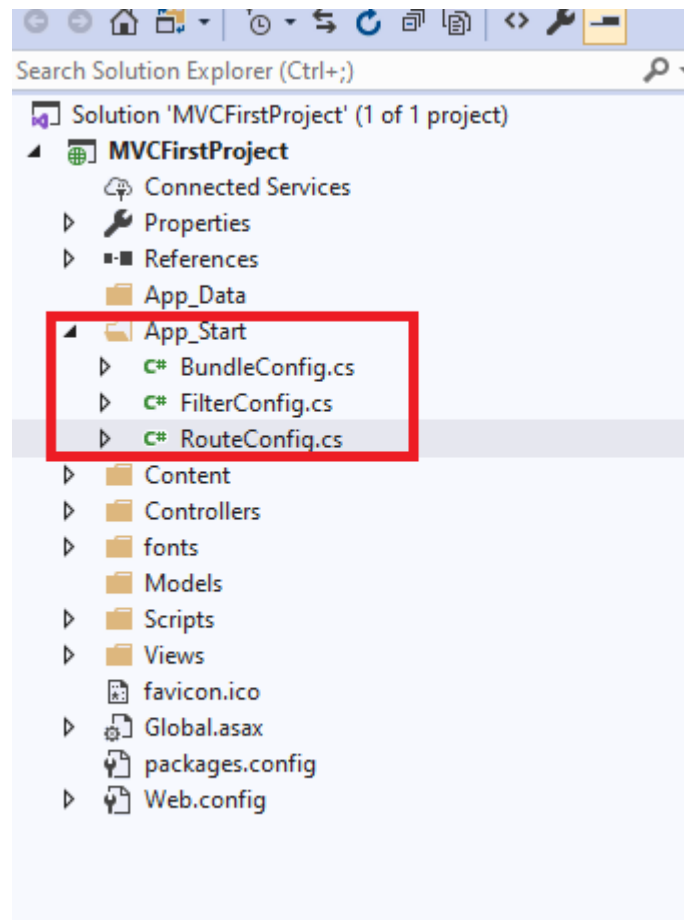 Search Solution Explorer (Ctrl+;)
Solution 'MVCFirstProject' (1 of 1 project)
MVCFirstProject
Connected Services
Properties
References
App_Data
App_Start
C# BundleConfig.cs
C# FilterConfig.cs
C# RouteConfig.cs
Content
Controllers
fonts
Models
Scripts
Views
favicon.ico
Global.asax
packages.config
Web.config